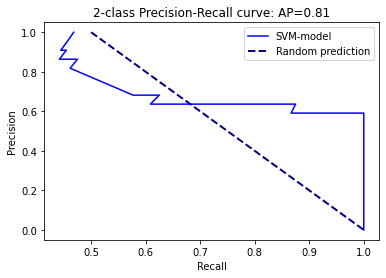 2-class Precision-Recall curve: AP=0.81
SVM-model
Random prediction
Precision
1.0
0.8
0.6
0.4
0.2
0.0
0.5 0.6 0.7 0.8 0.9 1.0
Recall